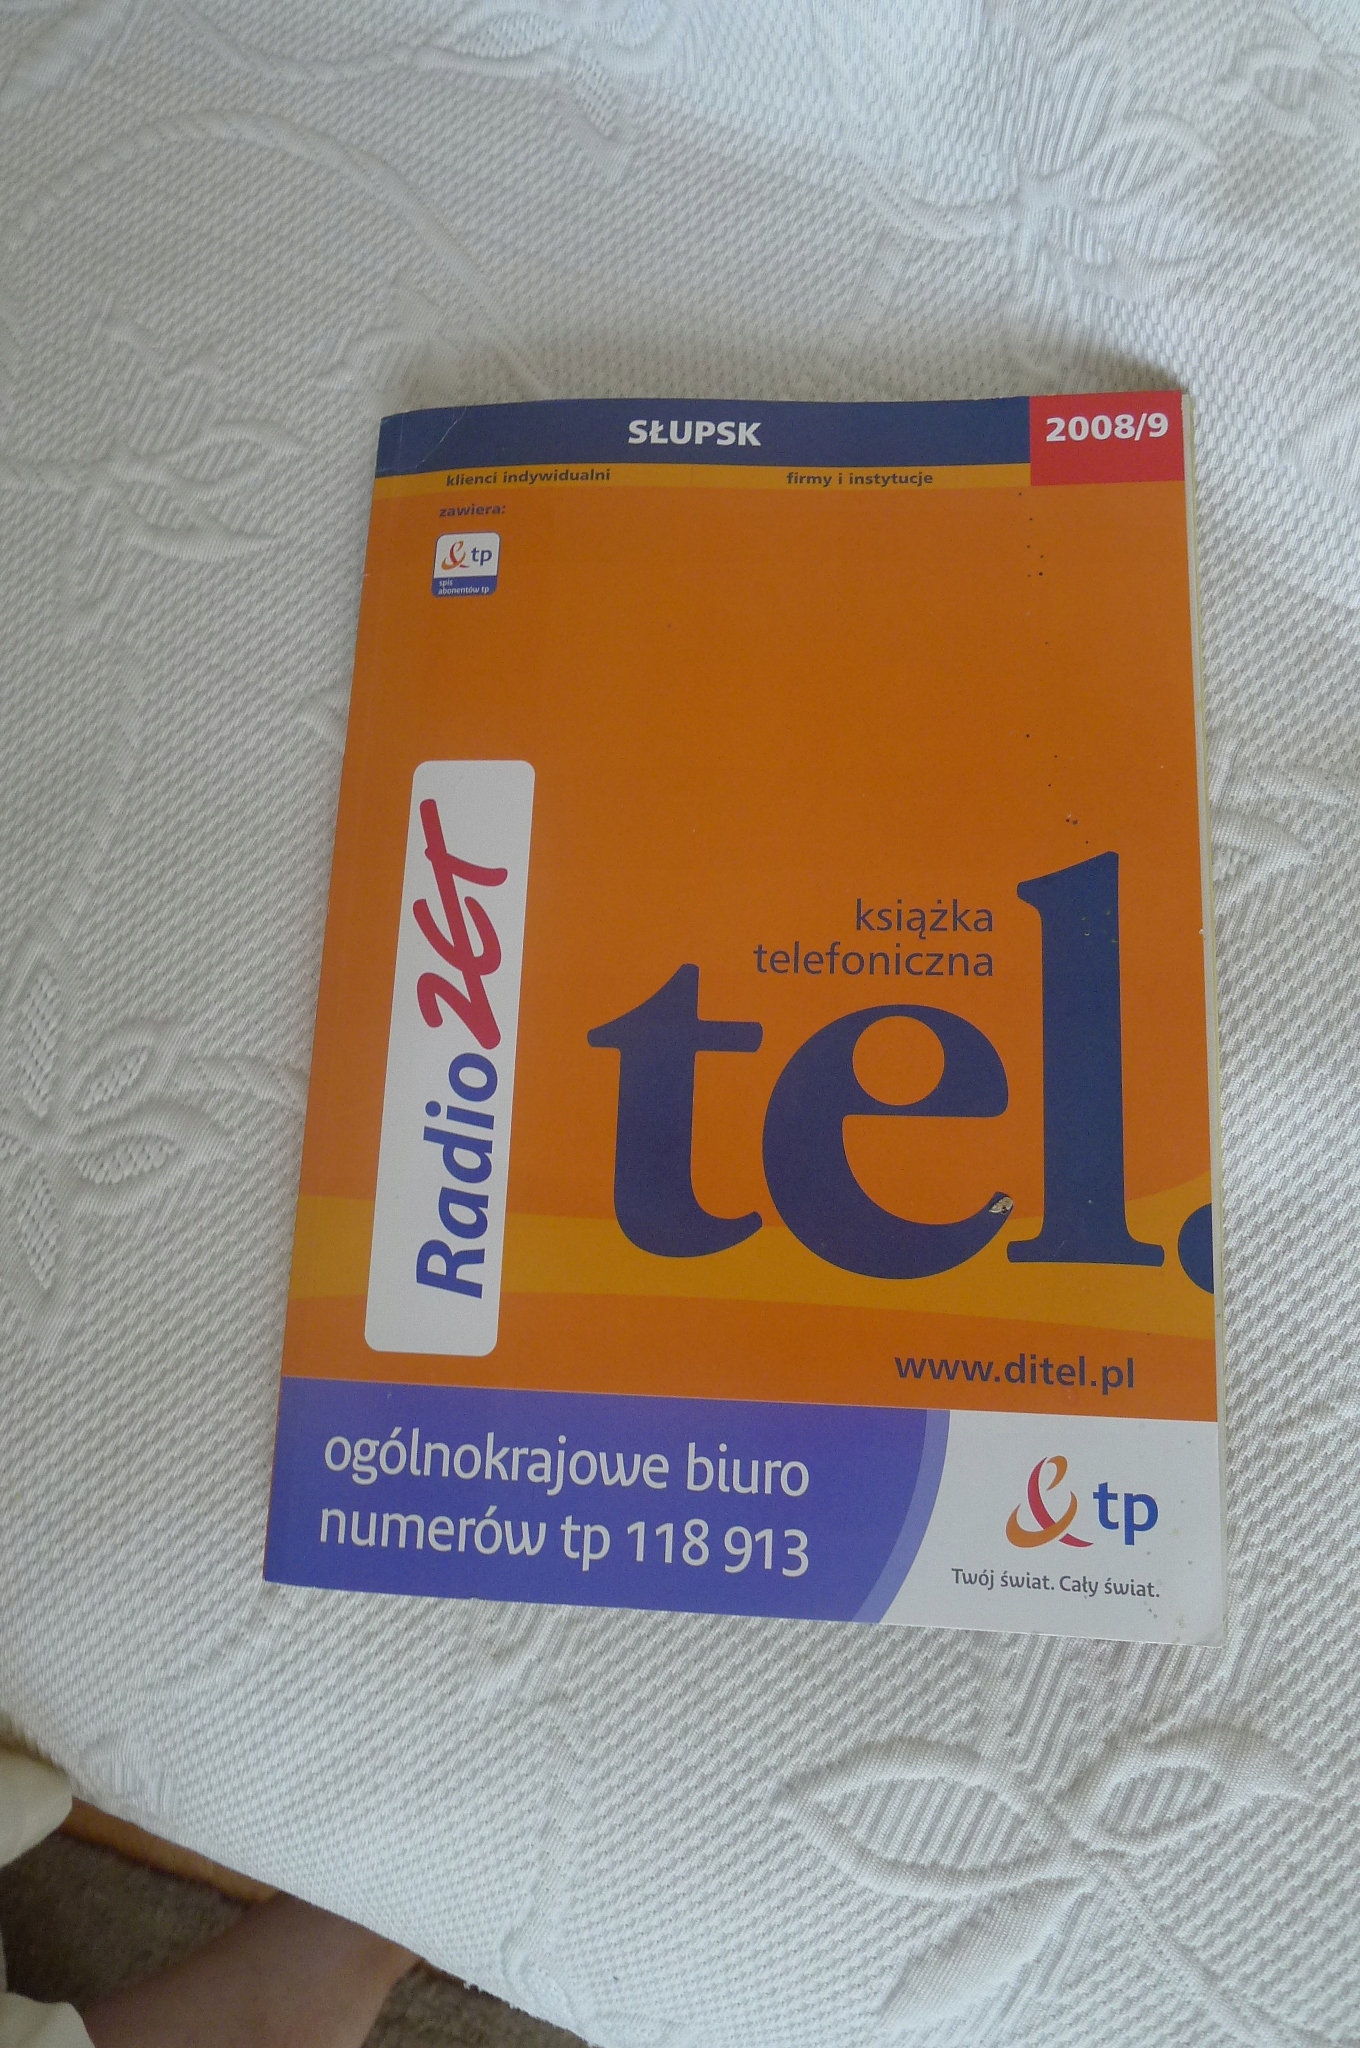 SŁUPSK
2008/9
klienci indywidualni
firmy i instytucje
zawiera:
tp
spis
abonentów tp
Radio ZET
książka
telefoniczna
tel.
www.ditel.pl
ogólnokrajowe biuro
numerów tp 118 913
tp
Twój świat. Cały świat.